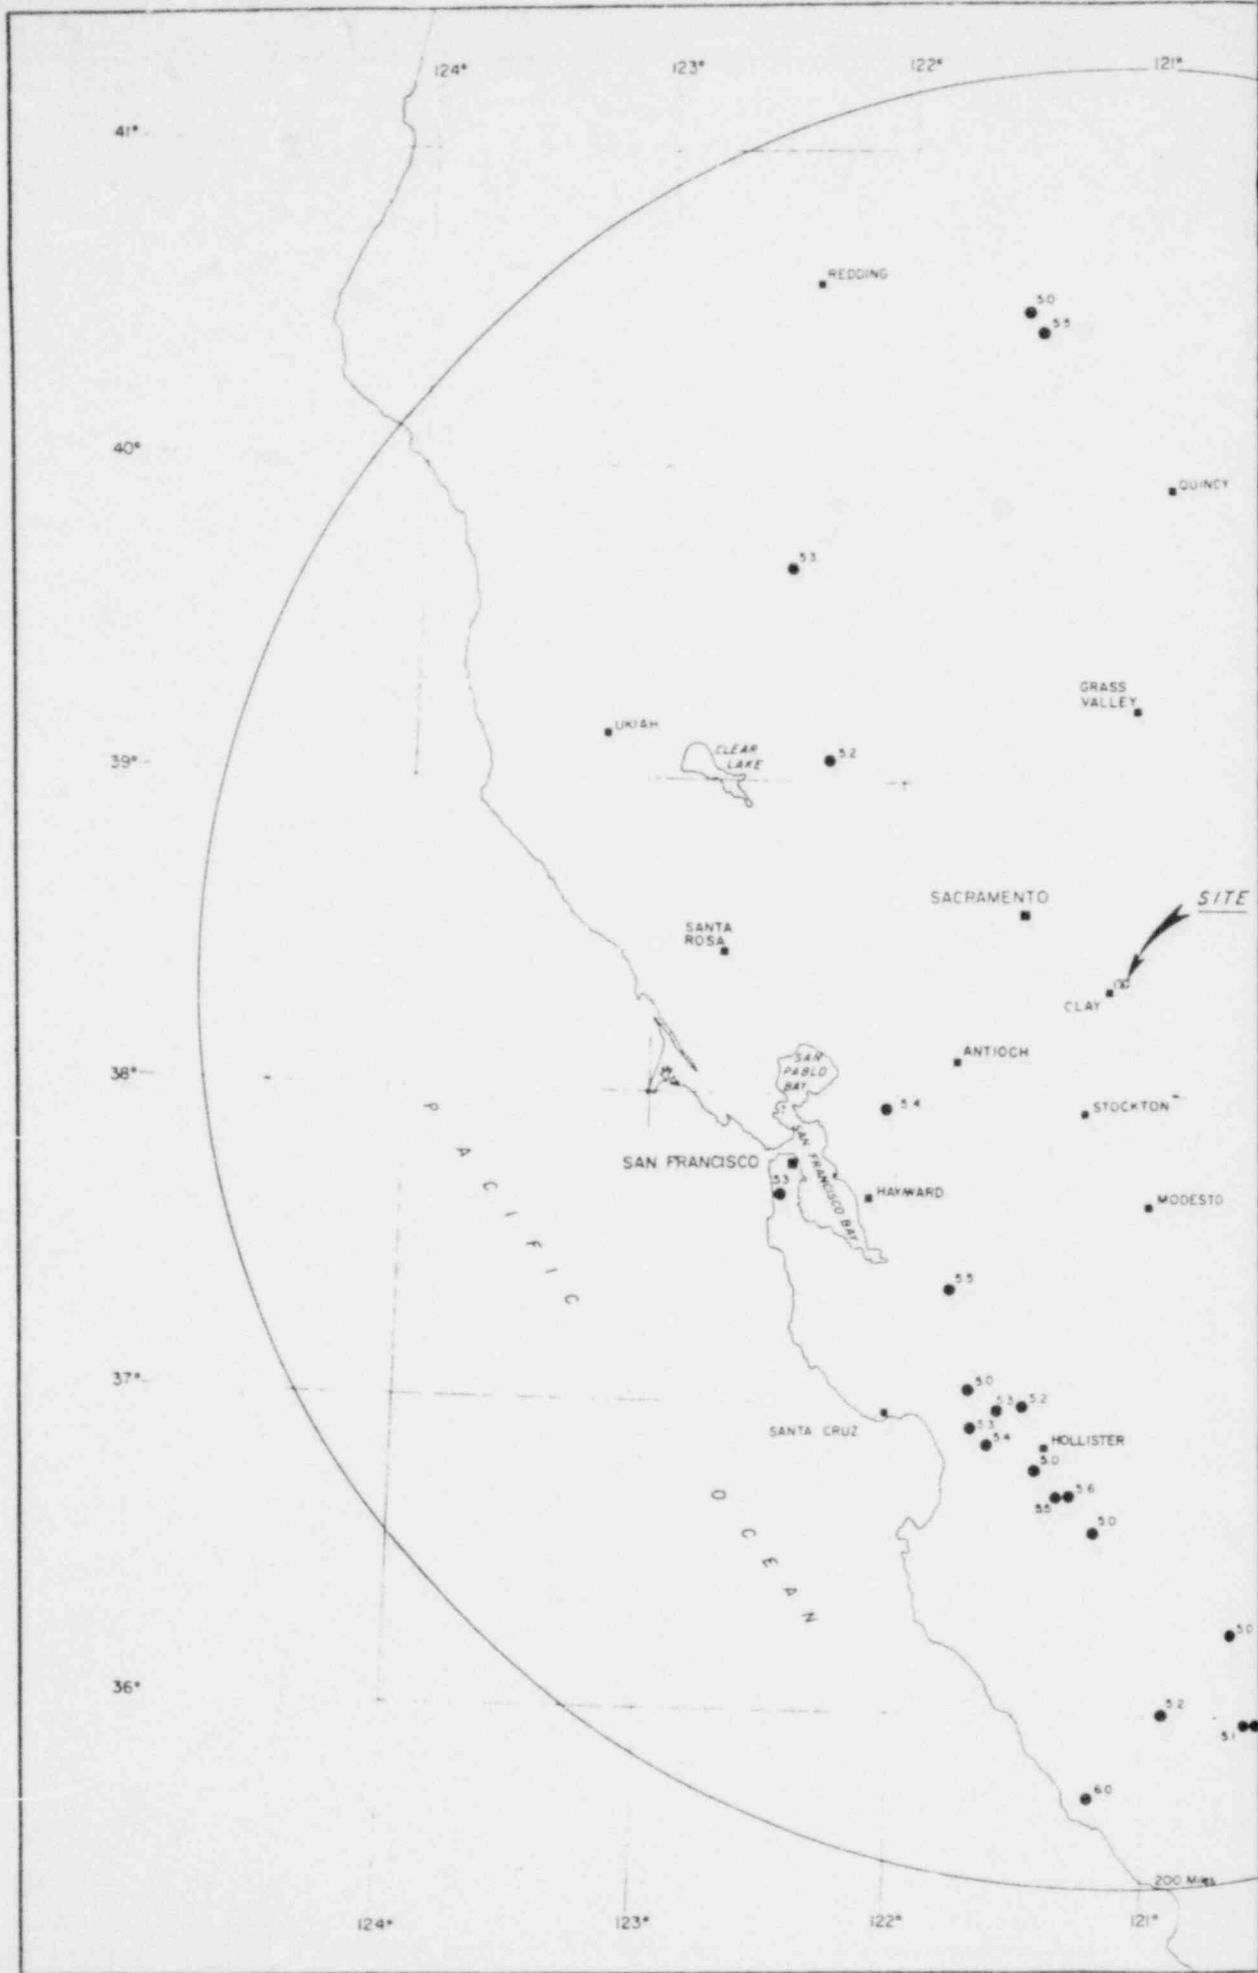 124° 123° 122° 121°
41°
REDDING
5.0
5.5
40°
QUINCY
5.3
GRASS
VALLEY
UKIAH
CLEAR
LAKE
5.2
39°
SACRAMENTO
SITE
SANTA
ROSA
CLAY
ANTIOCH
SAN
PABLO
BAY
38°
5.4
STOCKTON
PACIFIC
SAN FRANCISCO
SAN FRANCISCO BAY
5.3
HAYWARD
MODESTO
5.5
37°
5.0
5.3
5.2
SANTA CRUZ
5.3
5.4
HOLLISTER
5.0
5.5
5.6
OCEAN
5.0
5.0
36°
5.2
5.1
6.0
200 Miles
124° 123° 122° 121°